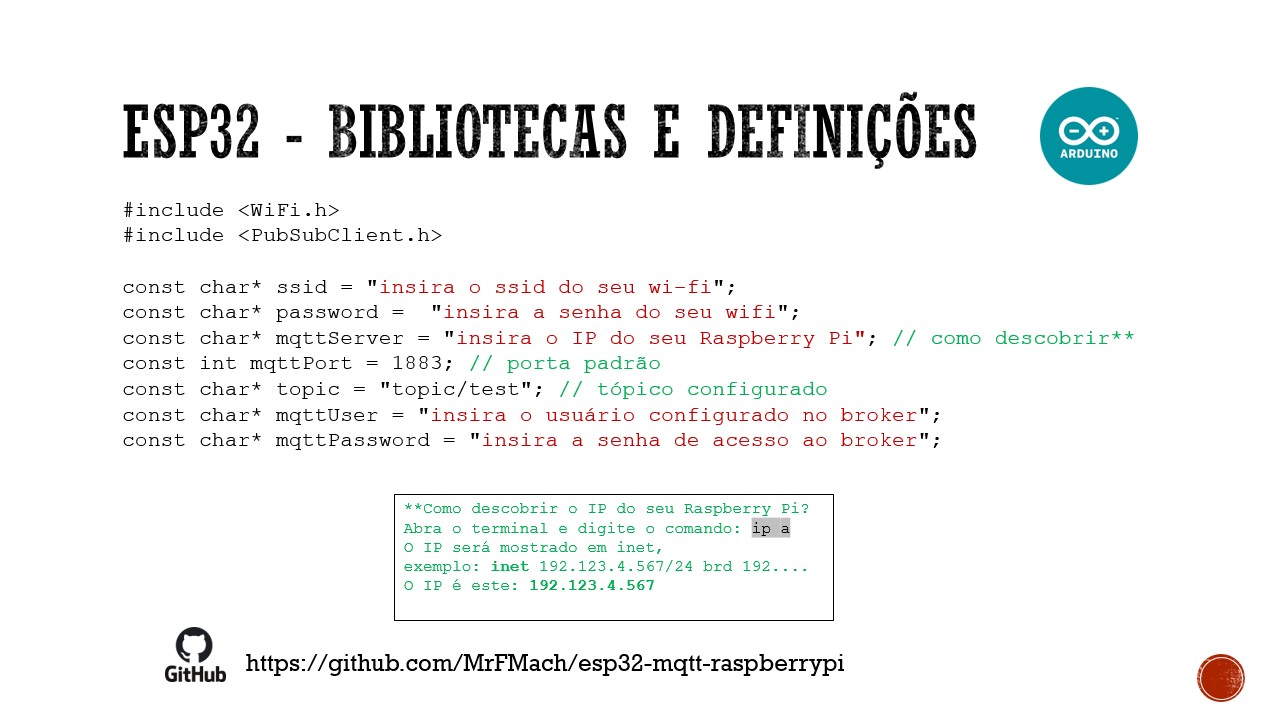 ESP32 - BIBLIOTECAS E DEFINIÇÕES
ARDUINO
#include <WiFi.h>
#include <PubSubClient.h>
const char* ssid = "insira o ssid do seu wi-fi";
const char* password =  "insira a senha do seu wifi";
const char* mqttServer = "insira o IP do seu Raspberry Pi"; // como descobrir**
const int mqttPort = 1883; // porta padrão
const char* topic = "topic/test"; // tópico configurado
const char* mqttUser = "insira o usuário configurado no broker";
const char* mqttPassword = "insira a senha de acesso ao broker";
**Como descobrir o IP do seu Raspberry Pi?
Abra o terminal e digite o comando: ip a
O IP será mostrado em inet,
exemplo: inet 192.123.4.567/24 brd 192....
O IP é este: 192.123.4.567
GitHub
https://github.com/MrFMach/esp32-mqtt-raspberrypi